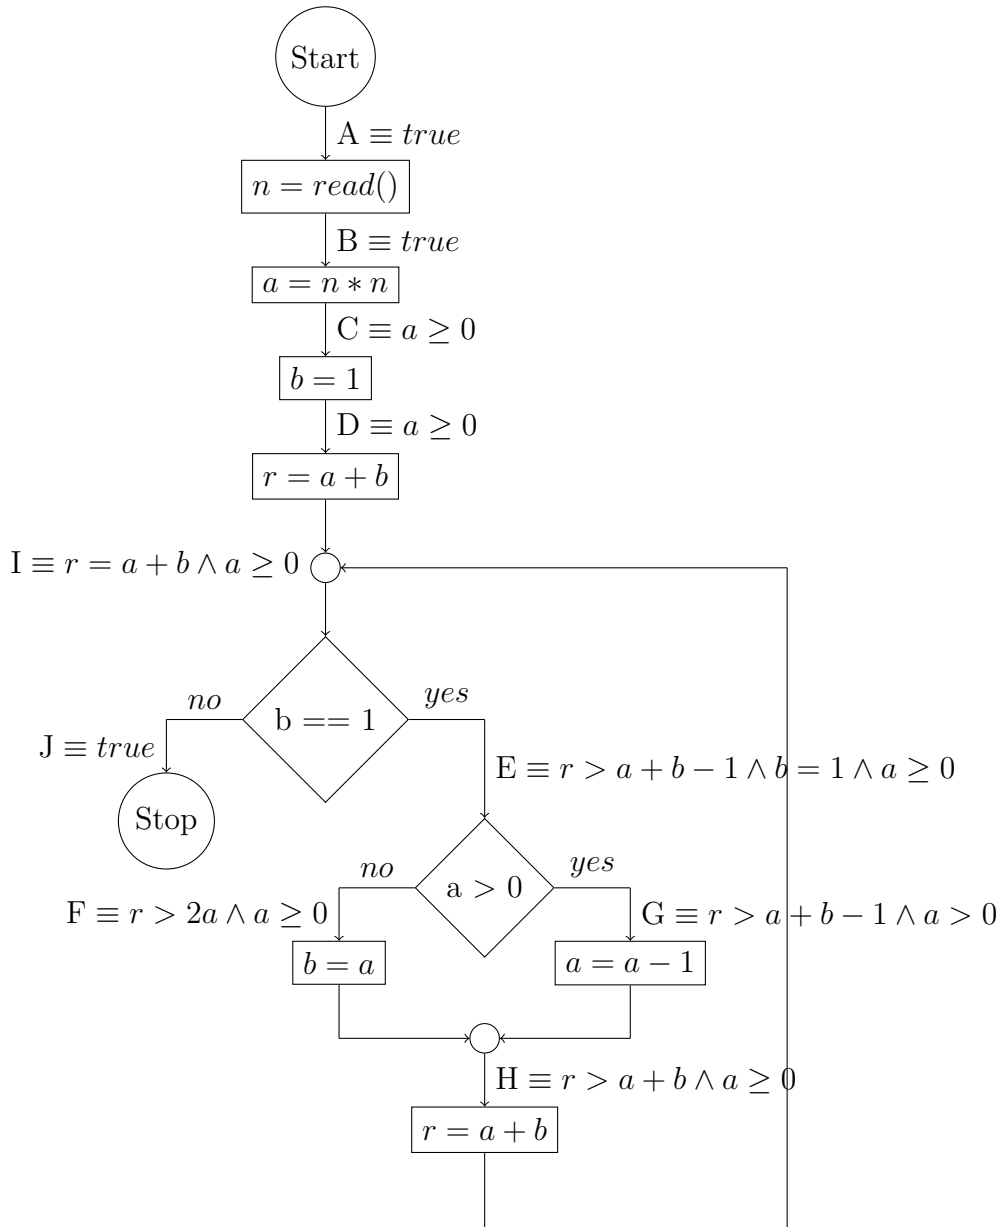 Start
A ≡ true
n = read()
B ≡ true
a = n ∗ n
C ≡ a ≥ 0
b = 1
D ≡ a ≥ 0
r = a + b
I ≡ r = a + b ∧ a ≥ 0
no
yes
b == 1
J ≡ true
E ≡ r > a + b − 1 ∧ b = 1 ∧ a ≥ 0
Stop
no
yes
a > 0
F ≡ r > 2a ∧ a ≥ 0
G ≡ r > a + b − 1 ∧ a > 0
b = a
a = a − 1
H ≡ r > a + b ∧ a ≥ 0
r = a + b